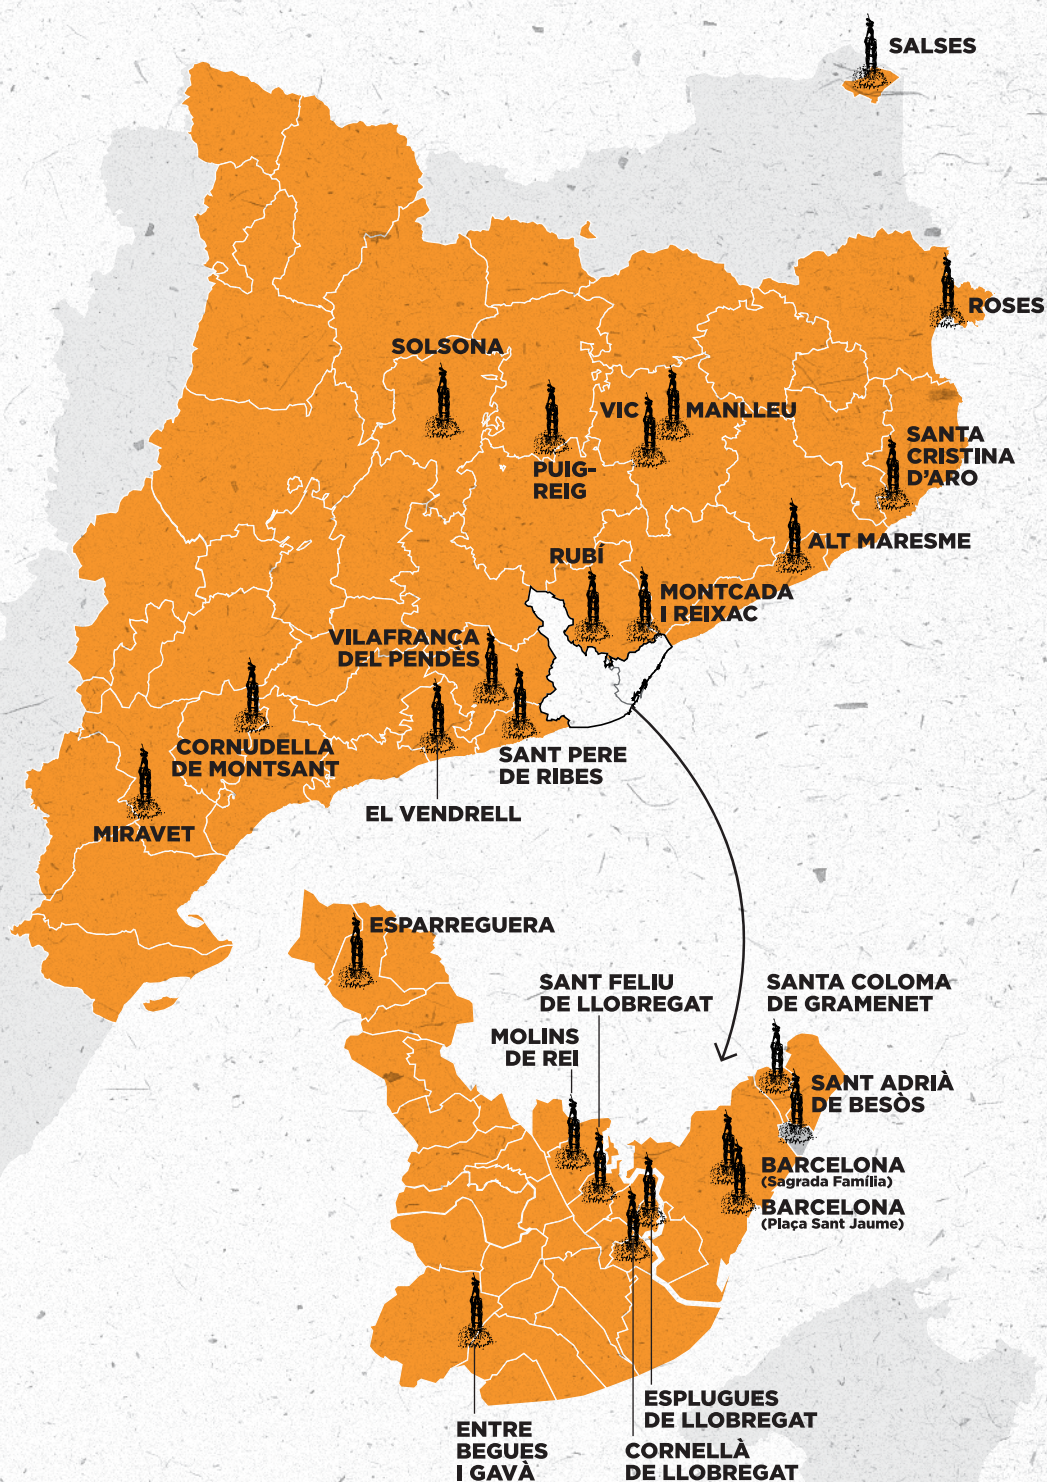 SALSES
ROSES
SOLSONA
VIC
MANLLEU
SANTA
CRISTINA
D'ARO
PUIG-
REIG
ALT MARESME
RUBÍ
MONTCADA
I REIXAC
VILAFRANCA
DEL PENDÈS
CORNUDELLA
DE MONTSANT
SANT PERE
DE RIBES
EL VENDRELL
MIRAVET
ESPARREGUERA
SANT FELIU
DE LLOBREGAT
SANTA COLOMA
DE GRAMENET
MOLINS
DE REI
SANT ADRIÀ
DE BESÒS
BARCELONA
(Sagrada Família)
BARCELONA
(Plaça Sant Jaume)
ESPLUGUES
DE LLOBREGAT
ENTRE
BEGUES
I GAVÀ
CORNELLÀ
DE LLOBREGAT